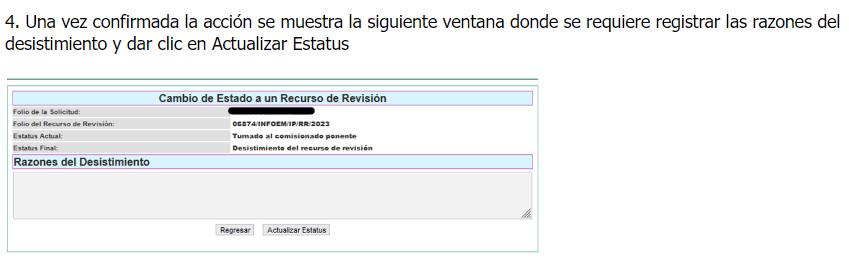 4. Una vez confirmada la acción se muestra la siguiente ventana donde se requiere registrar las razones del
desistimiento y dar clic en Actualizar Estatus
Cambio de Estado a un Recurso de Revisión
Folio de la Solicitud:
Folio del Recurso de Revisión: 06874/INFOEM/IP/RR/2023
Estatus Actual: Turnado al comisionado ponente
Estatus Final: Desistimiento del recurso de revisión
Razones del Desistimiento
Regresar Actualizar Estatus